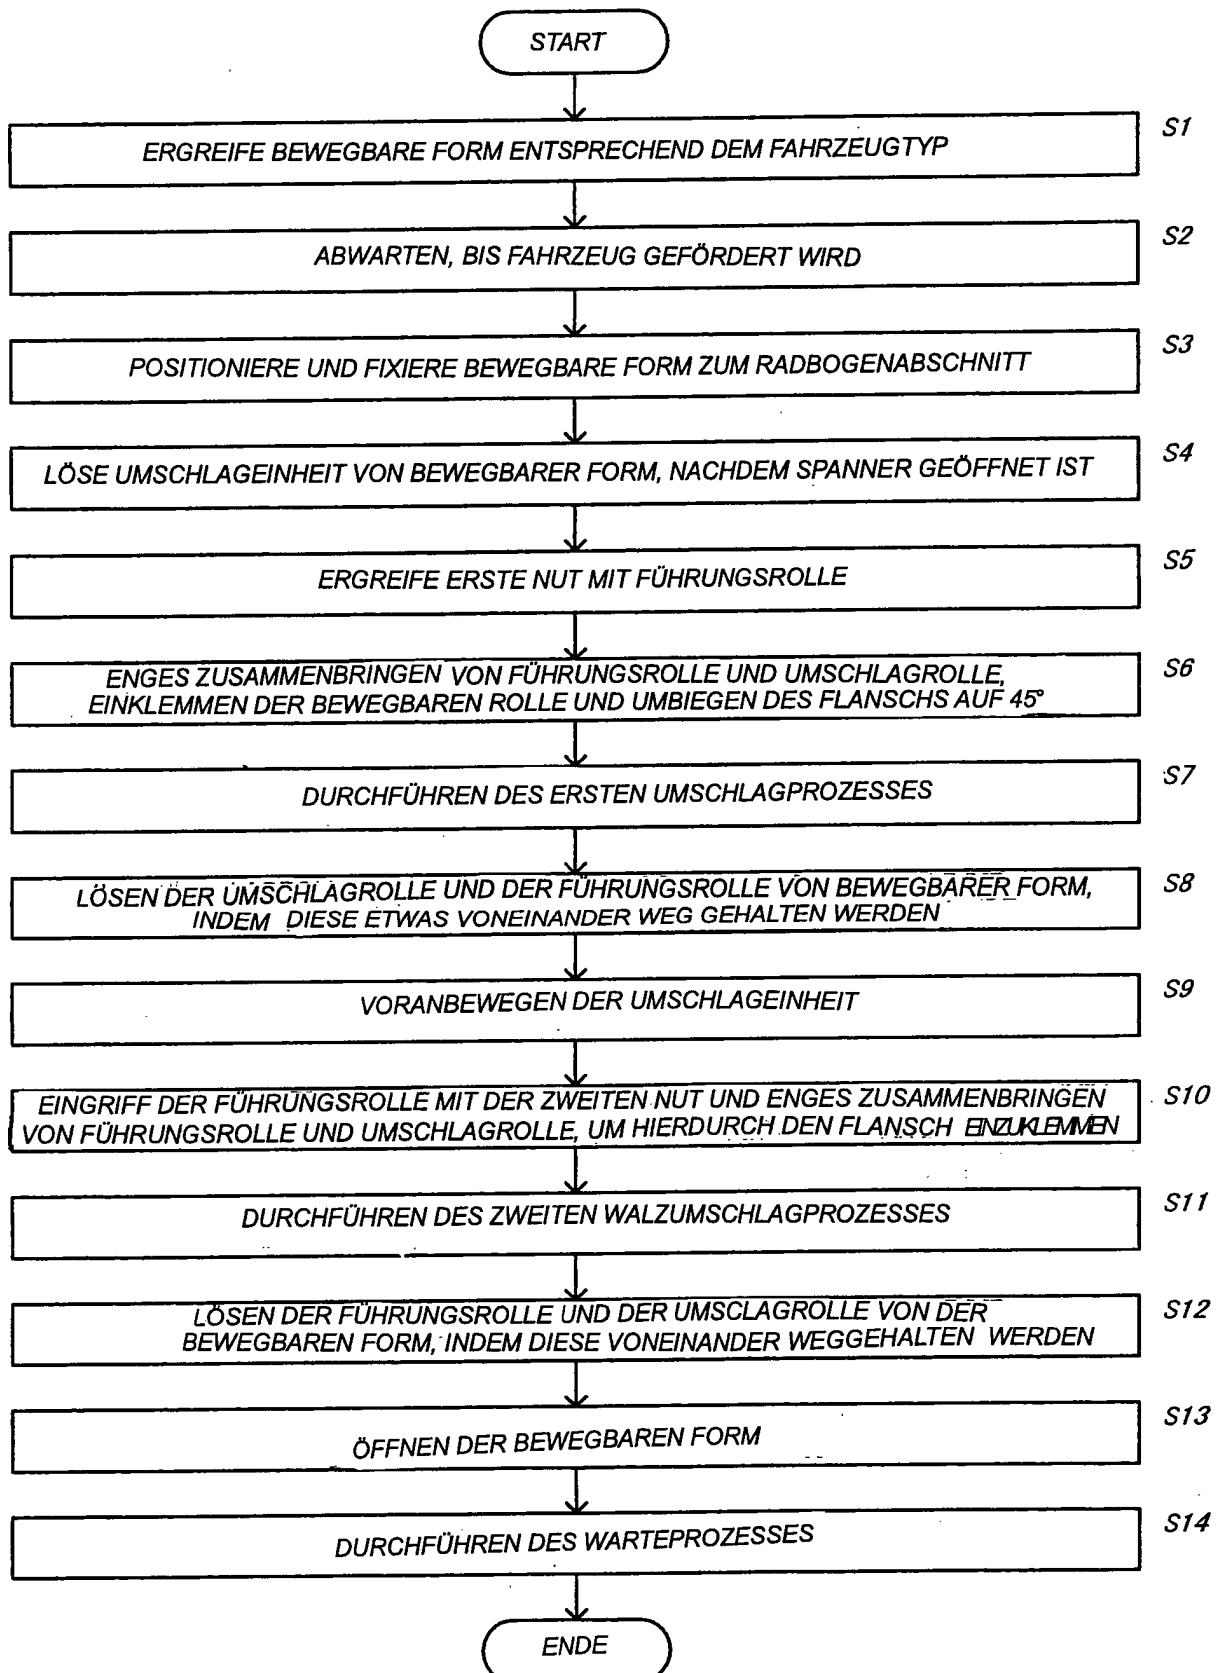 START
S1
ERGREIFE BEWEGBARE FORM ENTSPRECHEND DEM FAHRZEUGTYP
S2
ABWARTEN, BIS FAHRZEUG GEFÖRDERT WIRD
S3
POSITIONIERE UND FIXIERE BEWEGBARE FORM ZUM RADBOGENABSCHNITT
S4
LÖSE UMSCHLAGEINHEIT VON BEWEGBARER FORM, NACHDEM SPANNER GEÖFFNET IST
S5
ERGREIFE ERSTE NUT MIT FÜHRUNGSROLLE
S6
ENGES ZUSAMMENBRINGEN VON FÜHRUNGSROLLE UND UMSCHLAGROLLE,
EINKLEMMEN DER BEWEGBAREN ROLLE UND UMBIEGEN DES FLANSCHS AUF 45°
S7
DURCHFÜHREN DES ERSTEN UMSCHLAGPROZESSES
S8
LÖSEN DER UMSCHLAGROLLE UND DER FÜHRUNGSROLLE VON BEWEGBARER FORM,
INDEM DIESE ETWAS VONEINANDER WEG GEHALTEN WERDEN
S9
VORANBEWEGEN DER UMSCHLAGEINHEIT
S10
EINGRIFF DER FÜHRUNGSROLLE MIT DER ZWEITEN NUT UND ENGES ZUSAMMENBRINGEN
VON FÜHRUNGSROLLE UND UMSCHLAGROLLE, UM HIERDURCH DEN FLANSCH EINZUKLEMMEN
S11
DURCHFÜHREN DES ZWEITEN WALZUMSCHLAGPROZESSES
S12
LÖSEN DER FÜHRUNGSROLLE UND DER UMSCLAGROLLE VON DER
BEWEGBAREN FORM, INDEM DIESE VONEINANDER WEGGEHALTEN WERDEN
S13
ÖFFNEN DER BEWEGBAREN FORM
S14
DURCHFÜHREN DES WARTEPROZESSES
ENDE